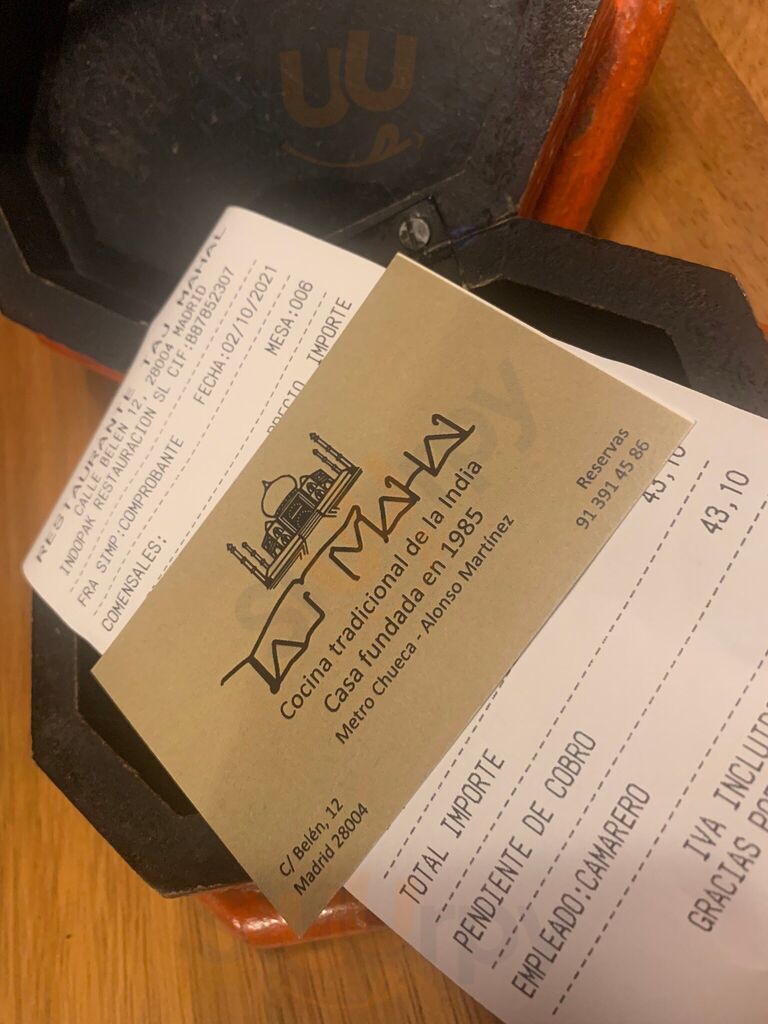 RESTAURANTE TAJ MAHAL
CALLE BELEN 12, 28004 MADRID
INDOPAK RESTAURACION SL CIF:B87852307
FRA SIMP:COMPROBANTE FECHA:02/10/2021
COMENSALES: MESA:006
PRECIO IMPORTE
TAJ MAHAL
Cocina tradicional de la India
Casa fundada en 1985
Metro Chueca - Alonso Martínez
C/ Belén, 12
Madrid 28004
Reservas
91 391 45 86
TOTAL IMPORTE 43,10
PENDIENTE DE COBRO 43,10
EMPLEADO:CAMARERO
IVA
GRACIAS